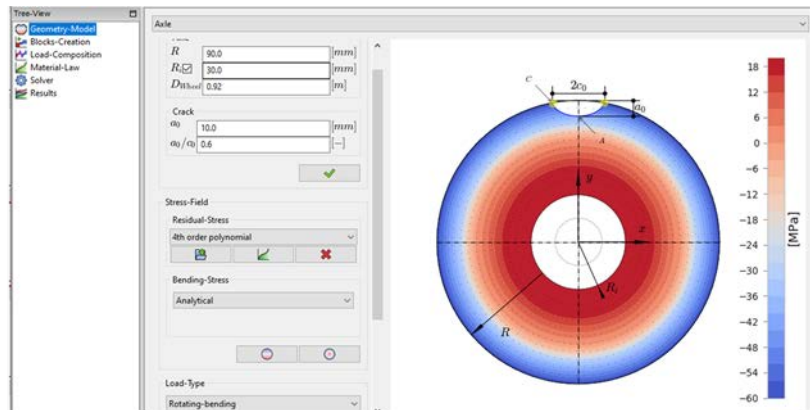 Tree-View
Geometry-Model
Blocks-Creation
Load-Composition
Material-Law
Solver
Results
Axle
R 90.0 [mm]
Ri 30.0 [mm]
DWheel 0.92 [m]
Crack
a0 10.0 [mm]
a0/c0 0.6 [−]
Stress-Field
Residual-Stress
4th order polynomial
Bending-Stress
Analytical
Load-Type
Rotating-bending
2c0
C
a0
A
y
x
Ri
R
18
12
6
0
−6
−12
−18
−24
−30
−36
−42
−48
−54
−60
[MPa]